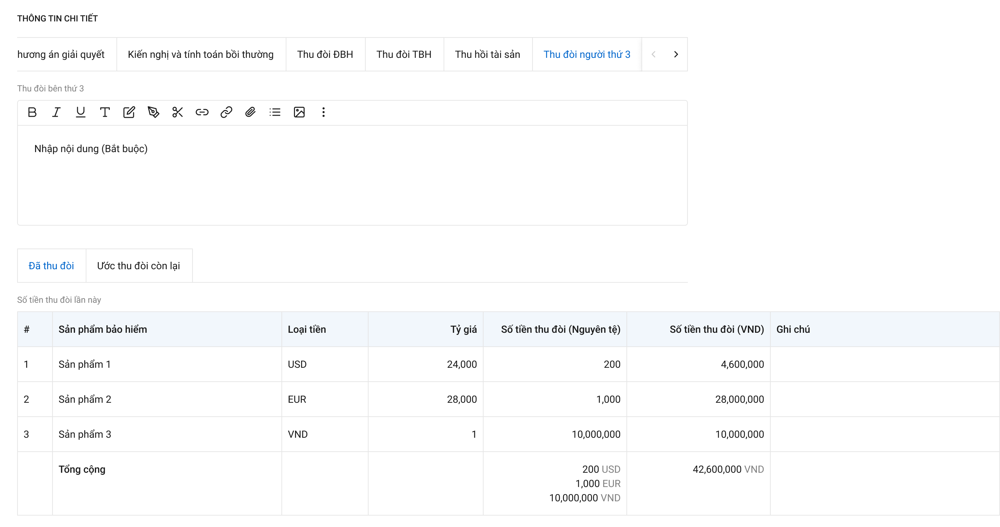 THÔNG TIN CHI TIẾT
hương án giải quyết Kiến nghị và tính toán bồi thường Thu đòi ĐBH Thu đòi TBH Thu hồi tài sản Thu đòi người thứ 3
Thu đòi bên thứ 3
Nhập nội dung (Bắt buộc)
Đã thu đòi Ước thu đòi còn lại
Số tiền thu đòi lần này
# Sản phẩm bảo hiểm Loại tiền Tỷ giá Số tiền thu đòi (Nguyên tệ) Số tiền thu đòi (VND) Ghi chú
1 Sản phẩm 1 USD 24,000 200 4,600,000
2 Sản phẩm 2 EUR 28,000 1,000 28,000,000
3 Sản phẩm 3 VND 1 10,000,000 10,000,000
Tổng cộng 200 USD 42,600,000 VND
1,000 EUR
10,000,000 VND